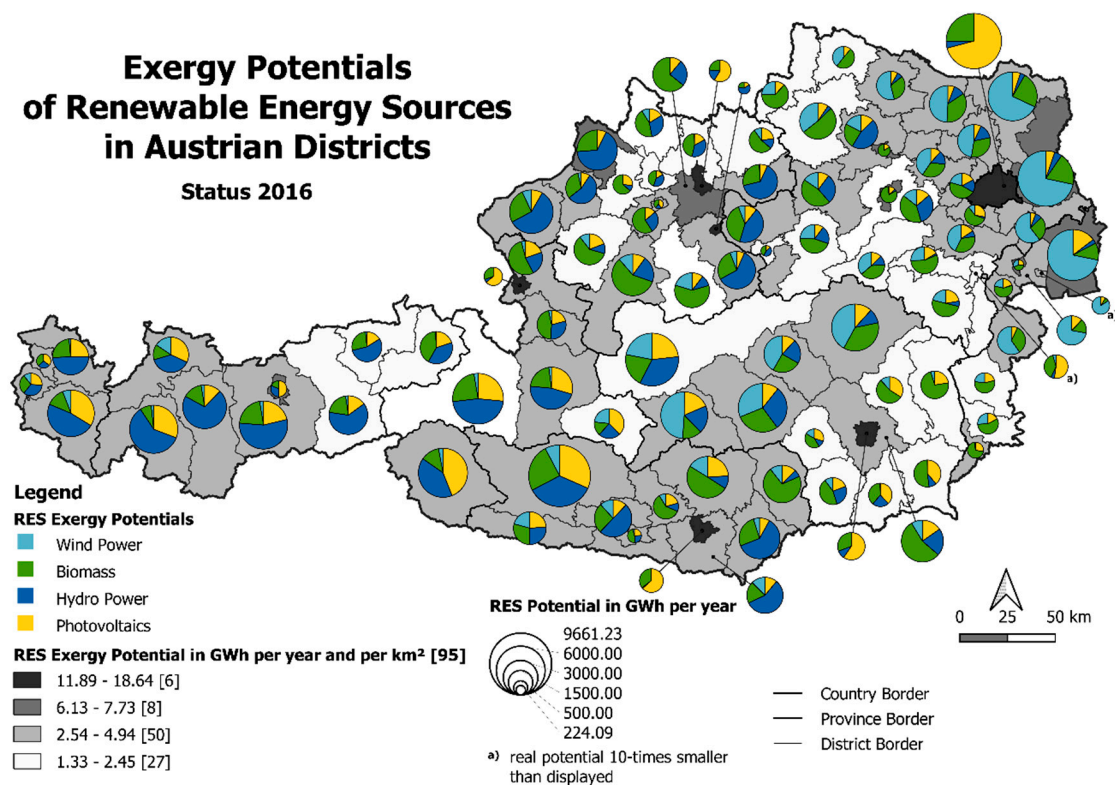 Exergy Potentials
of Renewable Energy Sources
in Austrian Districts
Status 2016
a)
a)
Legend
RES Exergy Potentials
Wind Power
Biomass
Hydro Power
Photovoltaics
RES Exergy Potential in GWh per year and per km² [95]
11.89 - 18.64 [6]
6.13 - 7.73 [8]
2.54 - 4.94 [50]
1.33 - 2.45 [27]
RES Potential in GWh per year
9661.23
6000.00
3000.00
1500.00
500.00
224.09
a) real potential 10-times smaller
than displayed
0 25 50 km
Country Border
Province Border
District Border